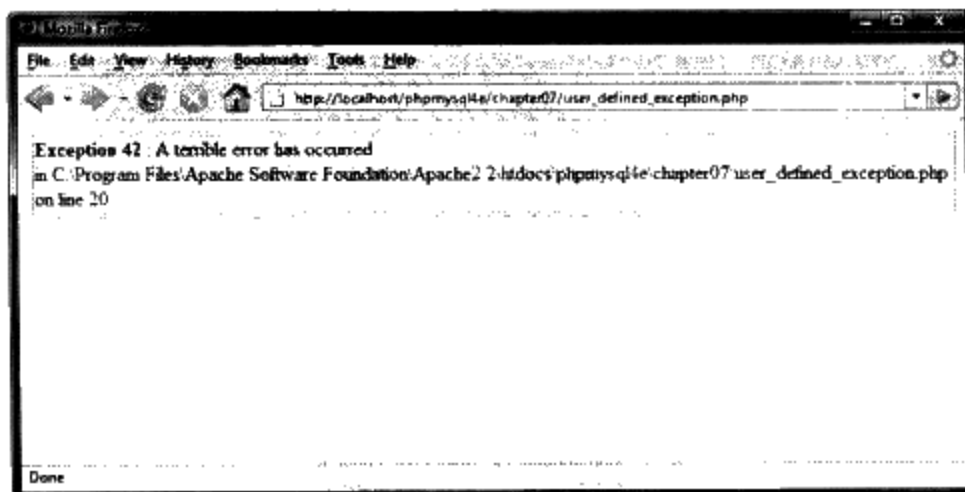 Mozilla Firefox
File Edit View History Bookmarks Tools Help
http://localhost/phpmysql4e/chapter07/user_defined_exception.php
Exception 42 : A terrible error has occurred
in C:\Program Files\Apache Software Foundation\Apache2.2\htdocs\phpmysql4e\chapter07\user_defined_exception.php
on line 20
Done